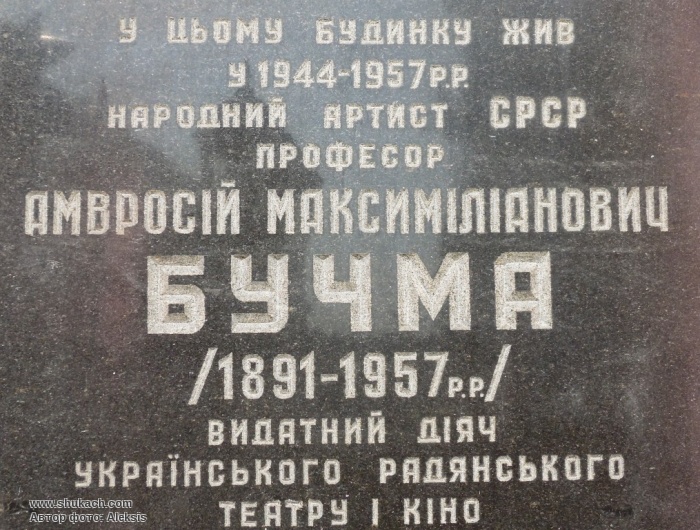 У ЦЬОМУ БУДИНКУ ЖИВ
У 1944-1957 Р.Р.
НАРОДНИЙ АРТИСТ СРСР
ПРОФЕСОР
АМВРОСІЙ МАКСИМІЛІАНОВИЧ
БУЧМА
/1891-1957 Р.Р./
ВИДАТНИЙ ДІЯЧ
УКРАЇНСЬКОГО РАДЯНСЬКОГО
ТЕАТРУ І КІНО
www.shukach.com
Автор фото: Aleksis